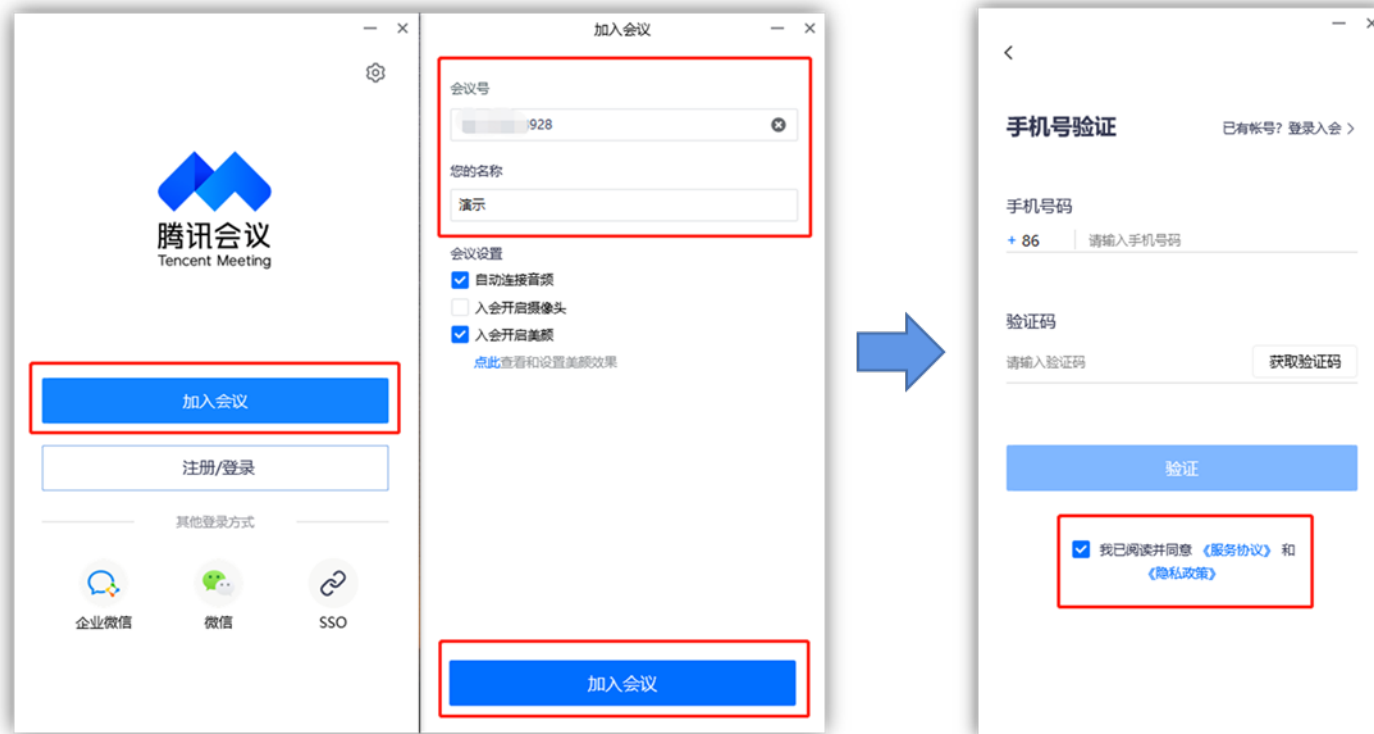 腾讯会议
Tencent Meeting
加入会议
注册/登录
其他登录方式
企业微信
微信
SSO
加入会议
会议号
928
您的名称
演示
会议设置
自动连接音频
入会开启摄像头
入会开启美颜
点此查看和设置美颜效果
加入会议
手机号验证
已有帐号? 登录入会 >
手机号码
+ 86 请输入手机号码
验证码
请输入验证码 获取验证码
验证
我已阅读并同意 《服务协议》 和
《隐私政策》